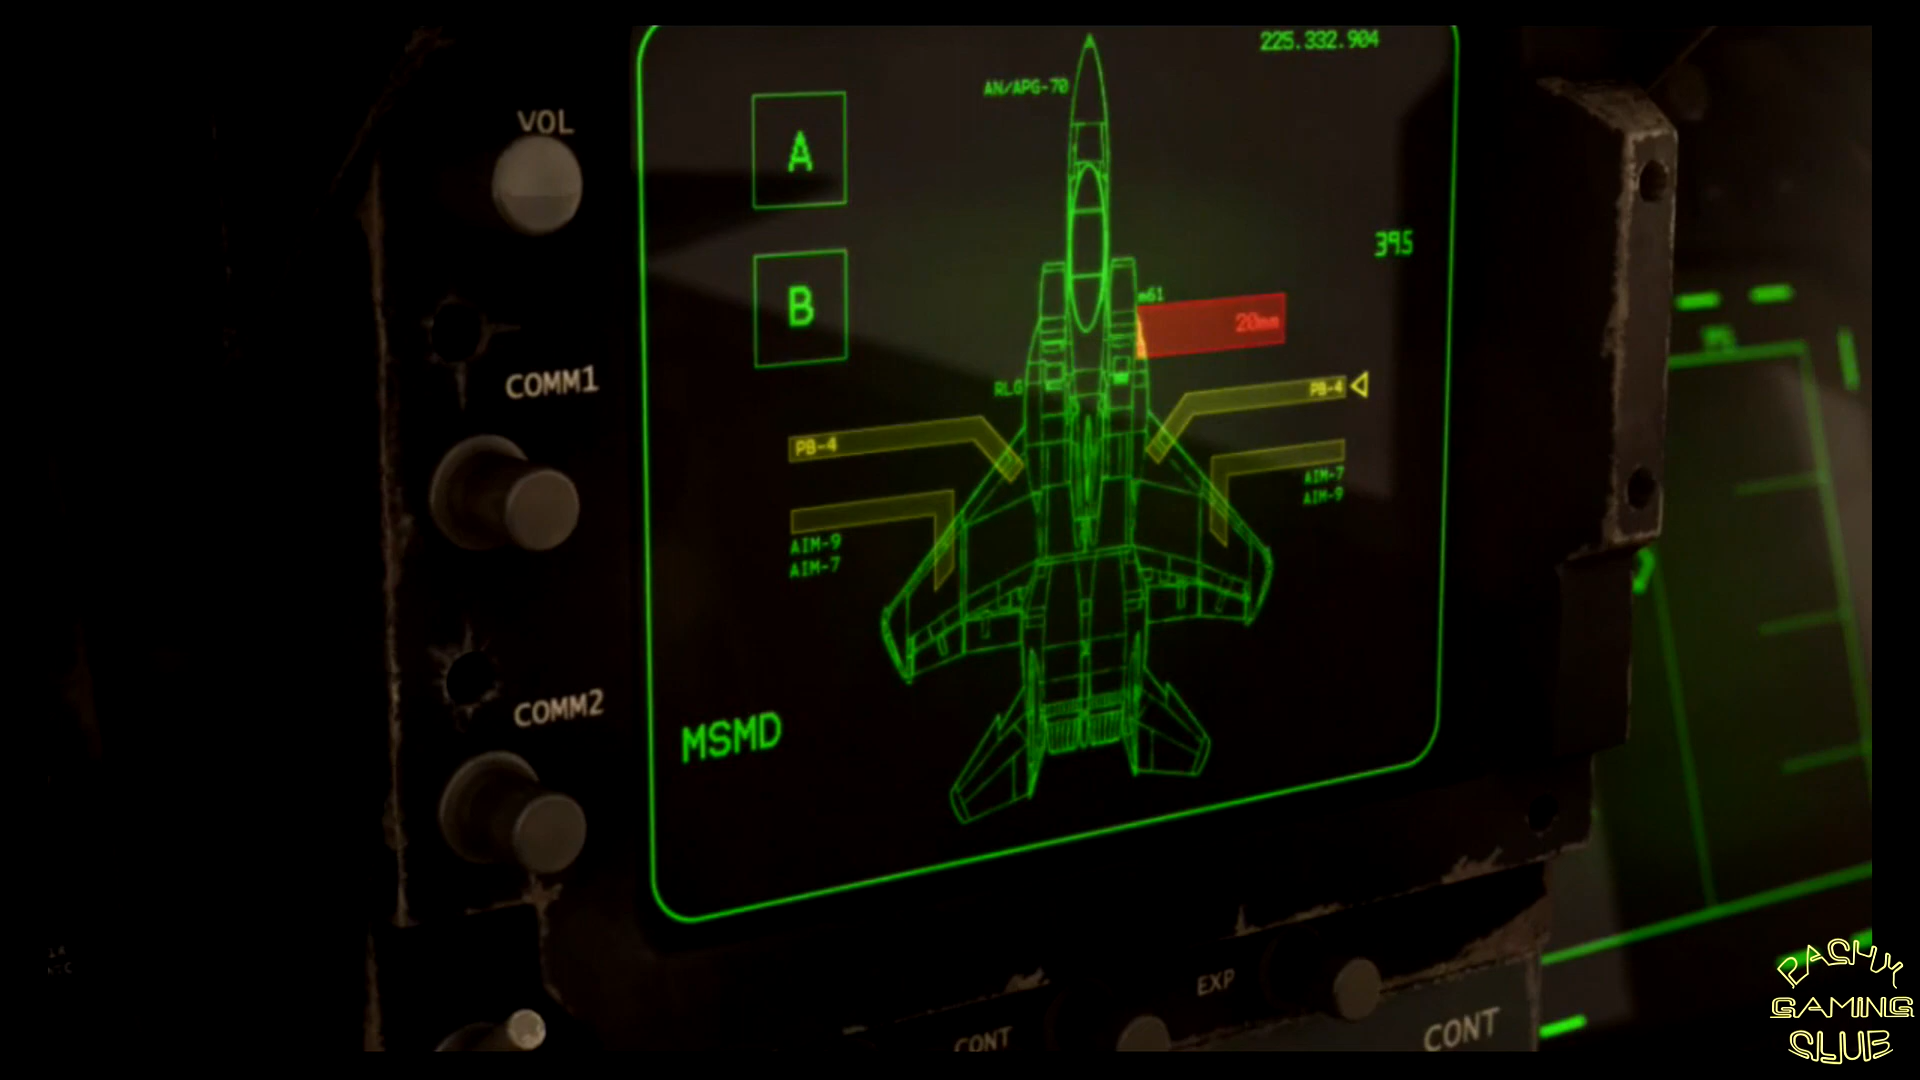 225.332.904
AN/APG-70
VOL
A
395
B
m61
20mm
COMM1
RLG
PB-4
PB-4
AIM-7
AIM-9
AIM-9
AIM-7
COMM2
MSMD
EXP
CONT
CONT
PACHY
GAMING
CLUB